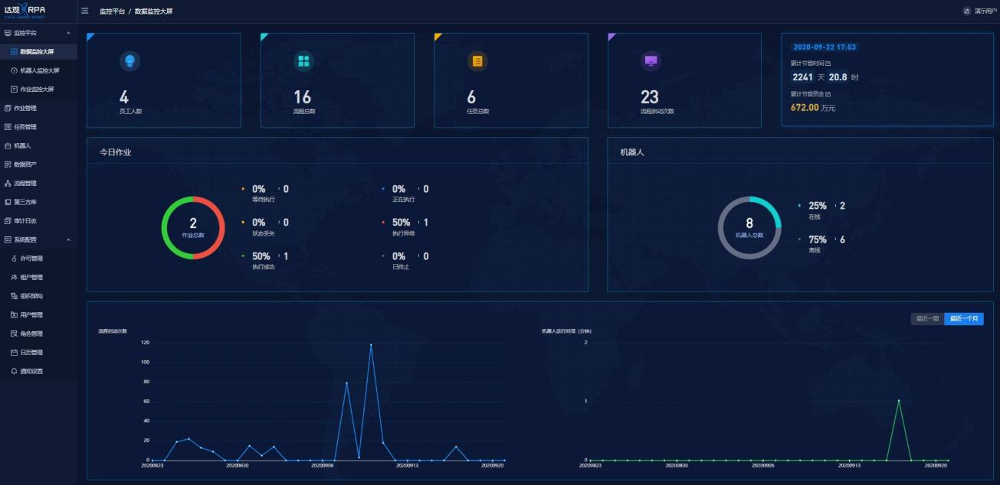 达观 RPA
DATA GRAND ROBOT
监控平台 / 数据监控大屏
达 演示用户
监控平台
数据监控大屏
机器人监控大屏
作业监控大屏
作业管理
任务管理
机器人
数据资产
流程管理
第三方库
审计日志
系统配置
许可管理
租户管理
组织架构
用户管理
角色管理
日历管理
通知设置
4
员工人数
16
流程总数
6
任务总数
23
流程启动次数
2020-09-22 17:53
累计节省时间
2241 天 20.8 时
累计节省资金
672.00 万元
今日作业
2
作业总数
0% 0
等待执行
0% 0
正在执行
0% 0
状态丢失
50% 1
执行异常
50% 1
执行成功
0% 0
已终止
机器人
8
机器人总数
25% 2
在线
75% 6
离线
最近一周 最近一个月
流程启动次数
120
100
80
60
40
20
0
20200823 20200830 20200906 20200913 20200920
机器人运行时间（分钟）
2
1
0
20200823 20200830 20200906 20200913 20200920